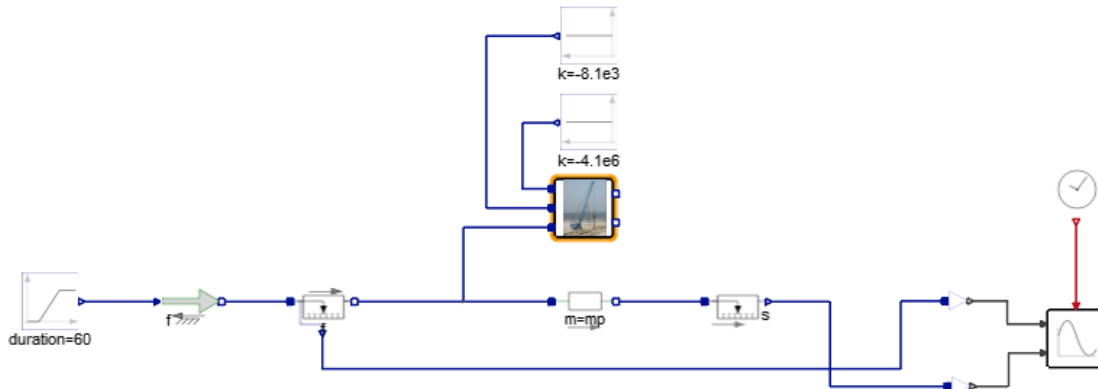 k=-8.1e3
k=-4.1e6
duration=60
f
f
m=mp
s